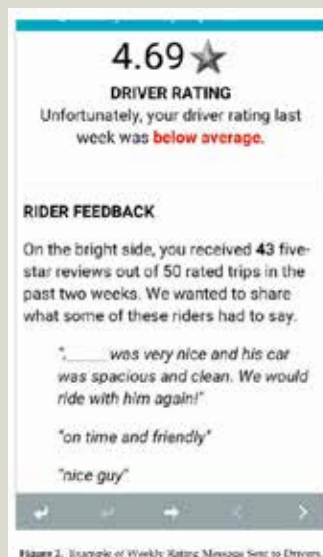 4.69
DRIVER RATING
Unfortunately, your driver rating last
week was below average.
RIDER FEEDBACK
On the bright side, you received 43 five-
star reviews out of 50 rated trips in the
past two weeks. We wanted to share
what some of these riders had to say.
"_____ was very nice and his car
was spacious and clean. We would
ride with him again!"
"on time and friendly"
"nice guy"
Figure 2. Example of Weekly Rating Message Sent to Drivers